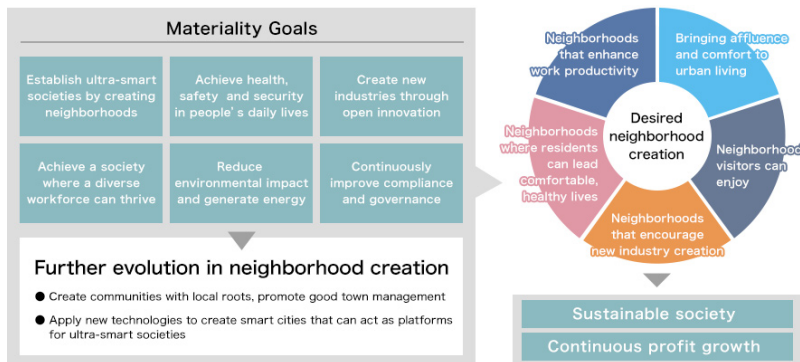 Materiality Goals
Establish ultra-smart
societies by creating
neighborhoods
Achieve health,
safety and security
in people's daily lives
Create new
industries through
open innovation
Achieve a society
where a diverse
workforce can thrive
Reduce
environmental impact
and generate energy
Continuously
improve compliance
and governance
Further evolution in neighborhood creation
● Create communities with local roots, promote good town management
● Apply new technologies to create smart cities that can act as platforms
for ultra-smart societies
Neighborhoods
that enhance
work productivity
Bringing affluence
and comfort to
urban living
Desired
neighborhood
creation
Neighborhoods
where residents
can lead
comfortable,
healthy lives
Neighborhood
visitors can
enjoy
Neighborhoods
that encourage
new industry creation
Sustainable society
Continuous profit growth